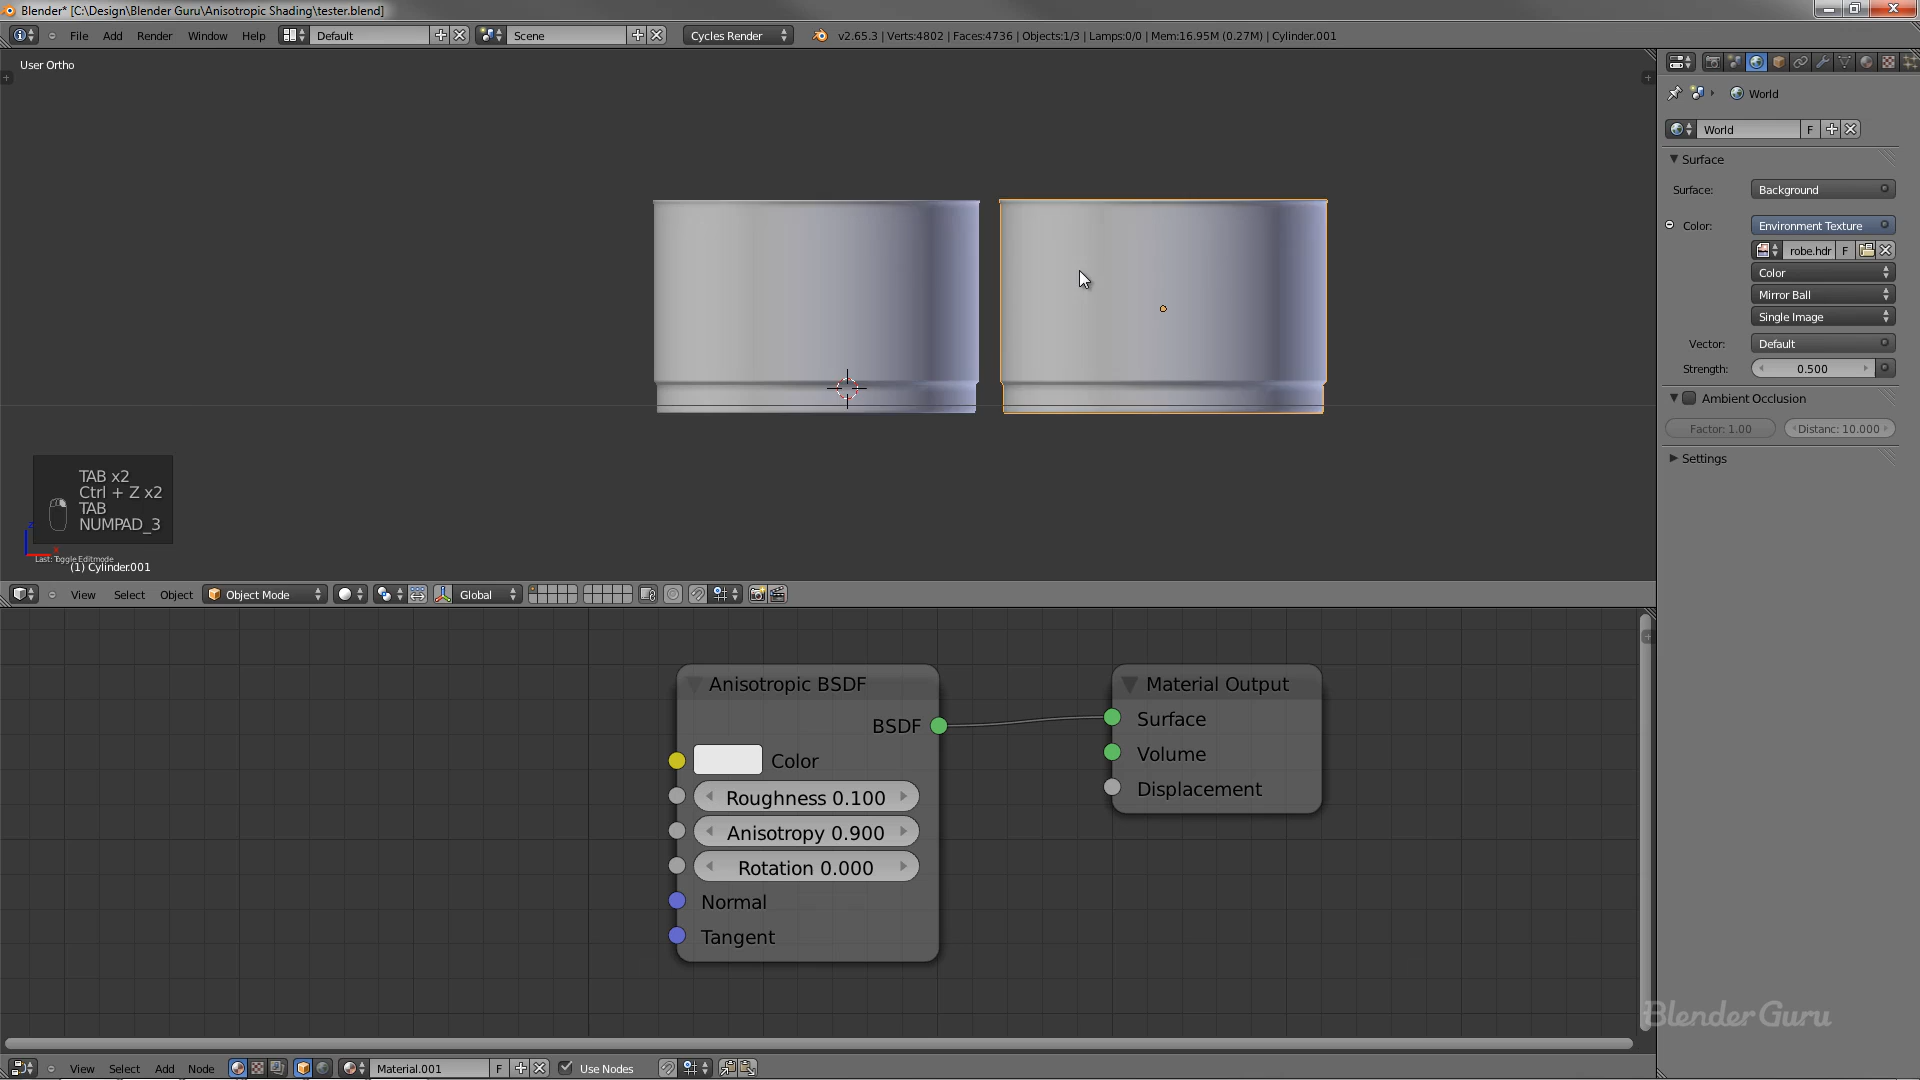 Blender* [C:\Design\Blender Guru\Anisotropic Shading\tester.blend]
File Add Render Window Help Default Scene Cycles Render v2.65.3 | Verts:4802 | Faces:4736 | Objects:1/3 | Lamps:0/0 | Mem:16.95M (0.27M) | Cylinder.001
User Ortho
World
World F
Surface
Surface: Background
Color: Environment Texture
robe.hdr F
Color
Mirror Ball
Single Image
Vector: Default
Strength: 0.500
Ambient Occlusion
Factor: 1.00 Distanc: 10.000
Settings
TAB x2
Ctrl + Z x2
TAB
NUMPAD_3
Last: Toggle Editmode
(1) Cylinder.001
View Select Object Object Mode Global
Anisotropic BSDF
BSDF
Color
Roughness 0.100
Anisotropy 0.900
Rotation 0.000
Normal
Tangent
Material Output
Surface
Volume
Displacement
BlenderGuru
View Select Add Node Material.001 F Use Nodes